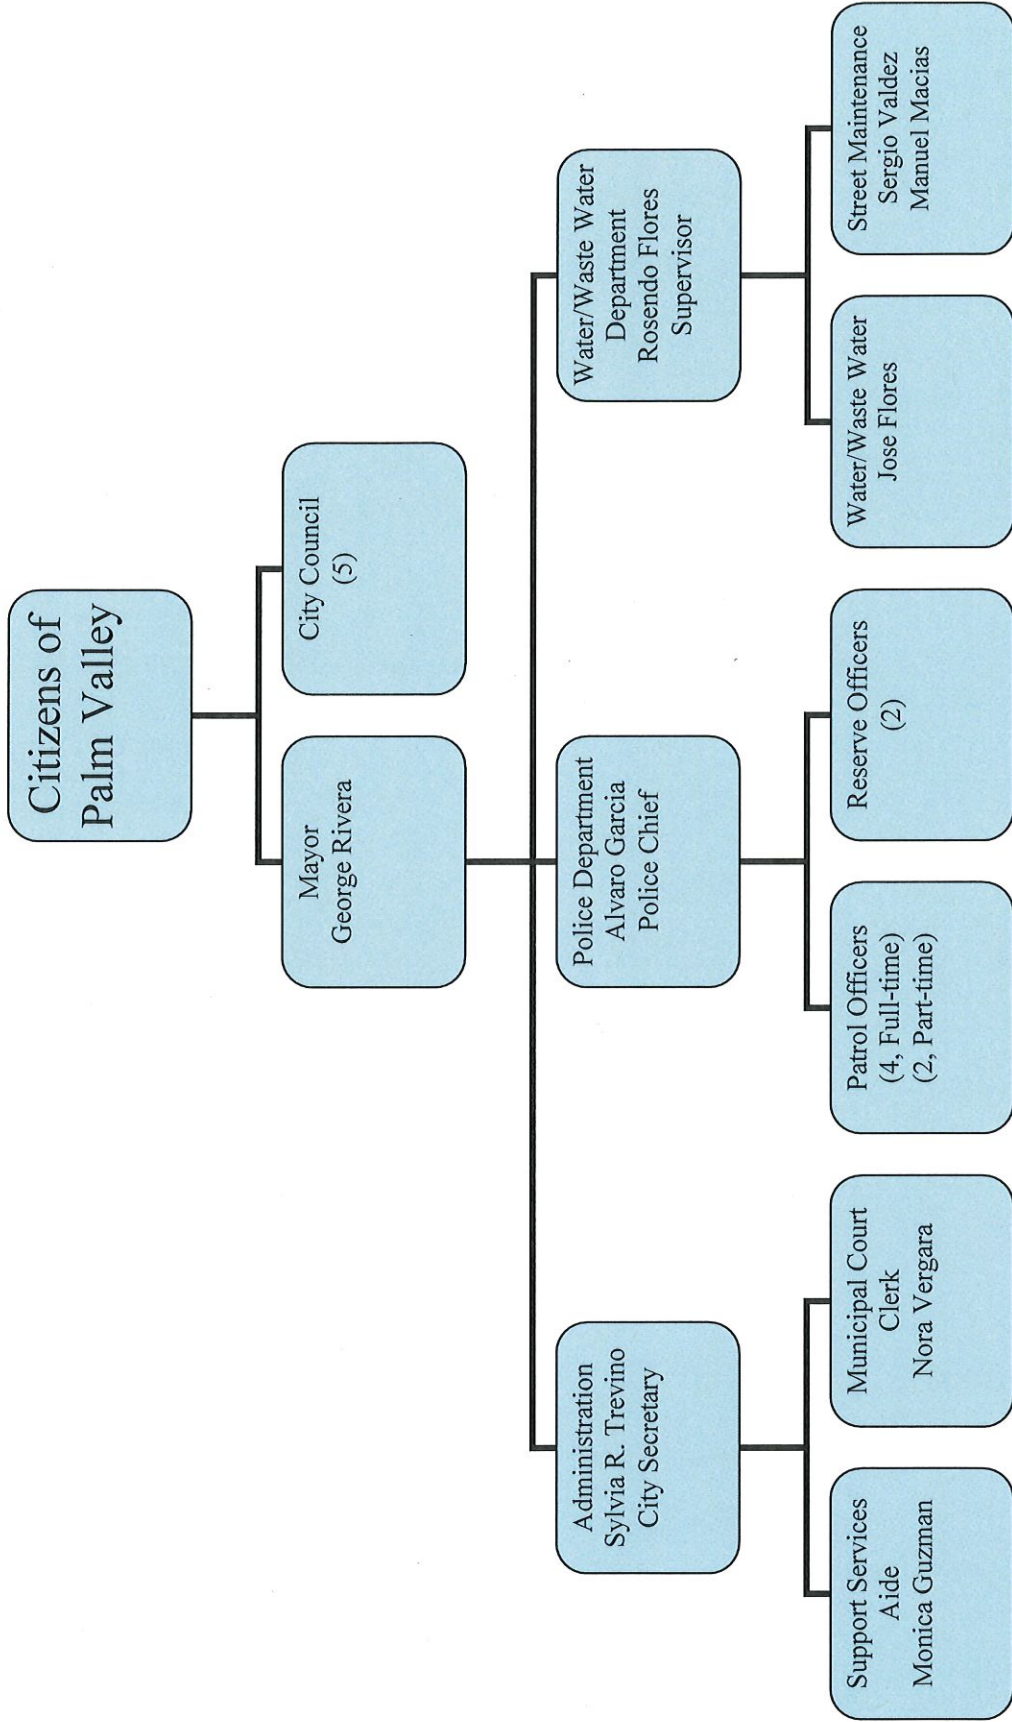 Citizens of
Palm Valley
Mayor
George Rivera
City Council
(5)
Administration
Sylvia R. Trevino
City Secretary
Police Department
Alvaro Garcia
Police Chief
Water/Waste Water
Department
Rosendo Flores
Supervisor
Support Services
Aide
Monica Guzman
Municipal Court
Clerk
Nora Vergara
Patrol Officers
(4, Full-time)
(2, Part-time)
Reserve Officers
(2)
Water/Waste Water
Jose Flores
Street Maintenance
Sergio Valdez
Manuel Macias